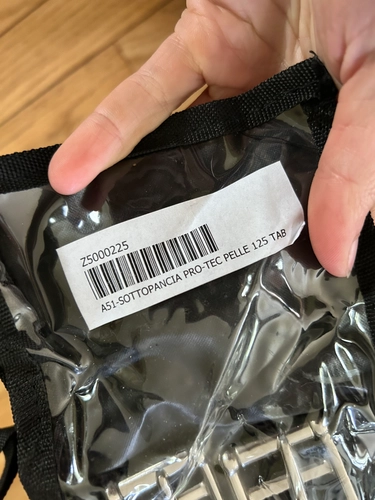 Z5000225
A51-SOTTOPANCIA PRO-TEC PELLE 125 TAB